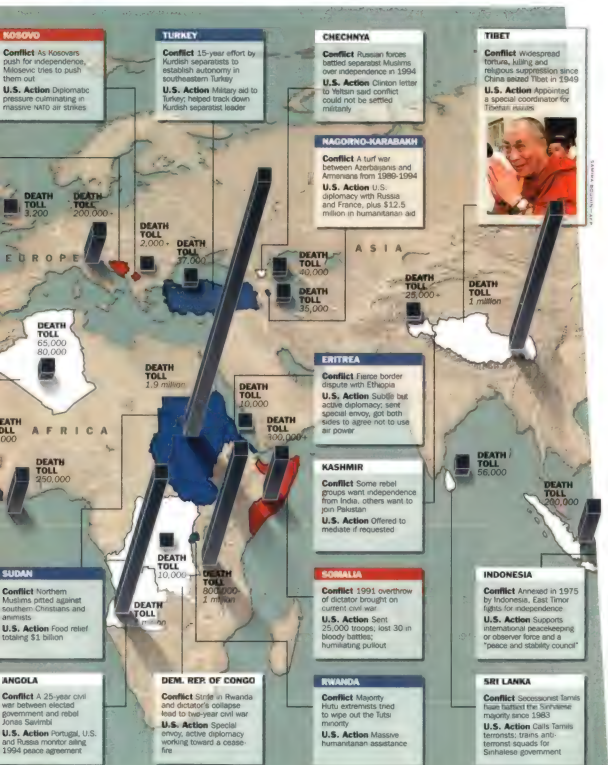 KOSOVO
Conflict As Kosovars
push for independence,
Milosevic tries to push
them out
U.S. Action Diplomatic
pressure culminating in
massive NATO air strikes
TURKEY
Conflict 15-year effort by
Kurdish separatists to
establish autonomy in
southeastern Turkey
U.S. Action Military aid to
Turkey; helped track down
Kurdish separatist leader
CHECHNYA
Conflict Russian forces
battled separatist Muslims
over independence in 1994
U.S. Action Clinton letter
to Yeltsin said conflict
could not be settled
militarily
TIBET
Conflict Widespread
torture, killing and
religious suppression since
China seized Tibet in 1949
U.S. Action Appointed
a special coordinator for
Tibetan issues
NAGORNO-KARABAKH
Conflict A turf war
between Azerbaijanis and
Armenians from 1989-1994
U.S. Action U.S.
diplomacy with Russia
and France, plus $12.5
million in humanitarian aid
DEATH
TOLL
3,200
DEATH
TOLL
200,000+
DEATH
TOLL
2,000+
DEATH
TOLL
37,000
EUROPE
ASIA
DEATH
TOLL
40,000
DEATH
TOLL
35,000
DEATH
TOLL
25,000+
DEATH
TOLL
1 million
DEATH
TOLL
65,000
80,000
DEATH
TOLL
1.9 million
DEATH
TOLL
10,000
DEATH
TOLL
300,000+
ERITREA
Conflict Fierce border
dispute with Ethiopia
U.S. Action Subtle but
active diplomacy; sent
special envoy, got both
sides to agree not to use
air power
AFRICA
DEATH
TOLL
250,000
DEATH
TOLL
56,000
DEATH
TOLL
200,000
KASHMIR
Conflict Some rebel
groups want independence
from India, others want to
join Pakistan
U.S. Action Offered to
mediate if requested
DEATH
TOLL
10,000+
DEATH
TOLL
800,000-
1 million
DEATH
TOLL
million
SUDAN
Conflict Northern
Muslims pitted against
southern Christians and
animists
U.S. Action Food relief
totaling $1 billion
SOMALIA
Conflict 1991 overthrow
of dictator brought on
current civil war
U.S. Action Sent
25,000 troops; lost 30 in
bloody battles;
humiliating pullout
INDONESIA
Conflict Annexed in 1975
by Indonesia, East Timor
fights for independence
U.S. Action Supports
international peacekeeping
or observer force and a
"peace and stability council"
ANGOLA
Conflict A 25-year civil
war between elected
government and rebel
Jonas Savimbi
U.S. Action Portugal, U.S.
and Russia monitor ailing
1994 peace agreement
DEM. REP. OF CONGO
Conflict Strife in Rwanda
and dictator's collapse
lead to two-year civil war
U.S. Action Special
envoy, active diplomacy
working toward a cease-
fire
RWANDA
Conflict Majority
Hutu extremists tried
to wipe out the Tutsi
minority
U.S. Action Massive
humanitarian assistance
SRI LANKA
Conflict Secessionist Tamils
have battled the Sinhalese
majority since 1983
U.S. Action Calls Tamils
terrorists; trains anti-
terrorist squads for
Sinhalese government